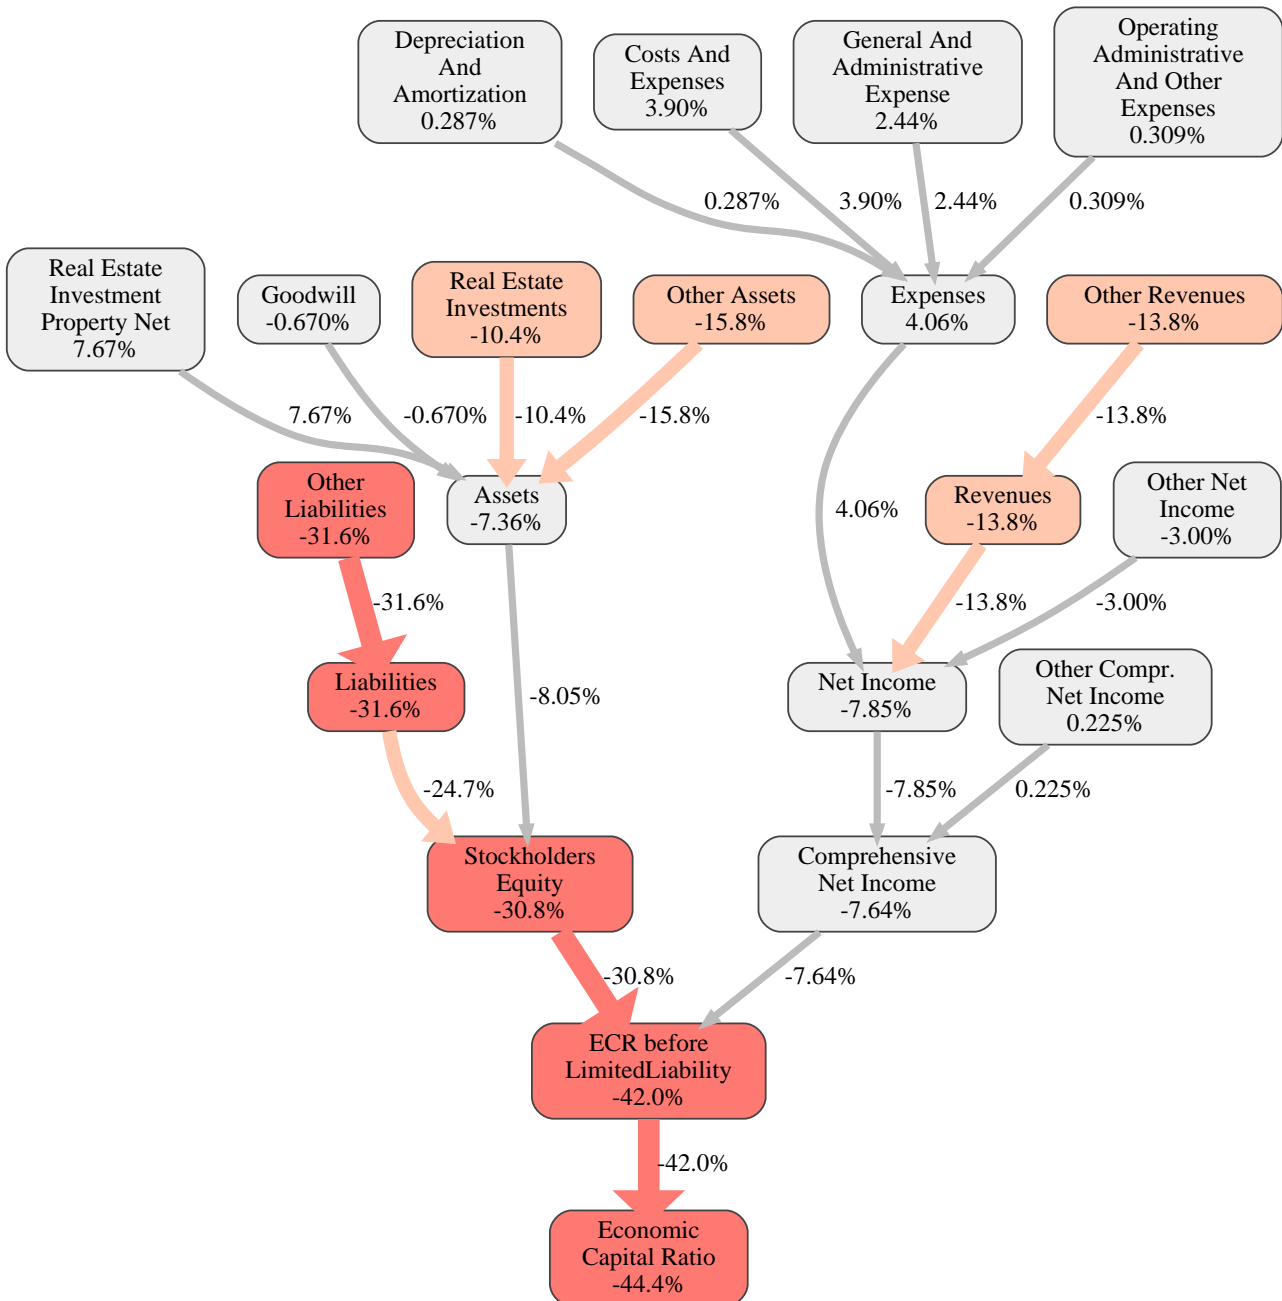 Depreciation
And
Amortization
0.287%
Costs And
Expenses
3.90%
General And
Administrative
Expense
2.44%
Operating
Administrative
And Other
Expenses
0.309%
0.287%
3.90%
2.44%
0.309%
Real Estate
Investment
Property Net
7.67%
Goodwill
-0.670%
Real Estate
Investments
-10.4%
Other Assets
-15.8%
Expenses
4.06%
Other Revenues
-13.8%
7.67%
-0.670%
-10.4%
-15.8%
-13.8%
Other
Liabilities
-31.6%
Assets
-7.36%
4.06%
Revenues
-13.8%
Other Net
Income
-3.00%
-31.6%
-13.8%
-3.00%
Liabilities
-31.6%
-8.05%
Net Income
-7.85%
Other Compr.
Net Income
0.225%
-24.7%
-7.85%
0.225%
Stockholders
Equity
-30.8%
Comprehensive
Net Income
-7.64%
-30.8%
-7.64%
ECR before
LimitedLiability
-42.0%
-42.0%
Economic
Capital Ratio
-44.4%